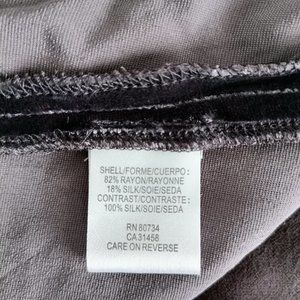 SHELL/FORME/CUERPO:
82% RAYON/RAYONNE
18% SILK/SOIE/SEDA
CONTRAST/CONTRASTE:
100% SILK/SOIE/SEDA
RN 80734
CA 31458
CARE ON REVERSE